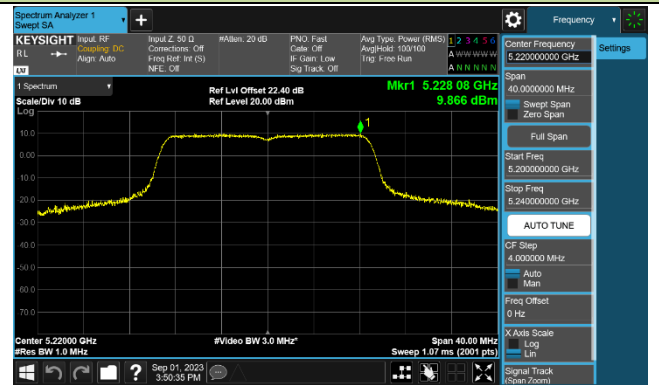 Spectrum Analyzer 1
Swept SA
Frequency
KEYSIGHT
RL
LXI
Input: RF
Coupling: DC
Align: Auto
Input Z: 50 Ω
Corrections: Off
Freq Ref: Int (S)
NFE: Off
#Atten: 20 dB
PNO: Fast
Gate: Off
IF Gain: Low
Sig Track: Off
Avg Type: Power (RMS)
Avg|Hold: 100/100
Trig: Free Run
1 2 3 4 5 6
A W W W W W
A N N N N N
1 Spectrum
Scale/Div 10 dB
Log
Ref Lvl Offset 22.40 dB
Ref Level 20.00 dBm
Mkr1 5.228 08 GHz
9.866 dBm
1
10.0
0.00
-10.0
-20.0
-30.0
-40.0
-50.0
-60.0
-70.0
Center 5.22000 GHz
#Res BW 1.0 MHz
#Video BW 3.0 MHz*
Span 40.00 MHz
Sweep 1.07 ms (2001 pts)
Sep 01, 2023
3:50:35 PM
Center Frequency
5.220000000 GHz
Settings
Span
40.0000000 MHz
Swept Span
Zero Span
Full Span
Start Freq
5.200000000 GHz
Stop Freq
5.240000000 GHz
AUTO TUNE
CF Step
4.000000 MHz
Auto
Man
Freq Offset
0 Hz
X Axis Scale
Log
Lin
Signal Track
(Span Zoom)